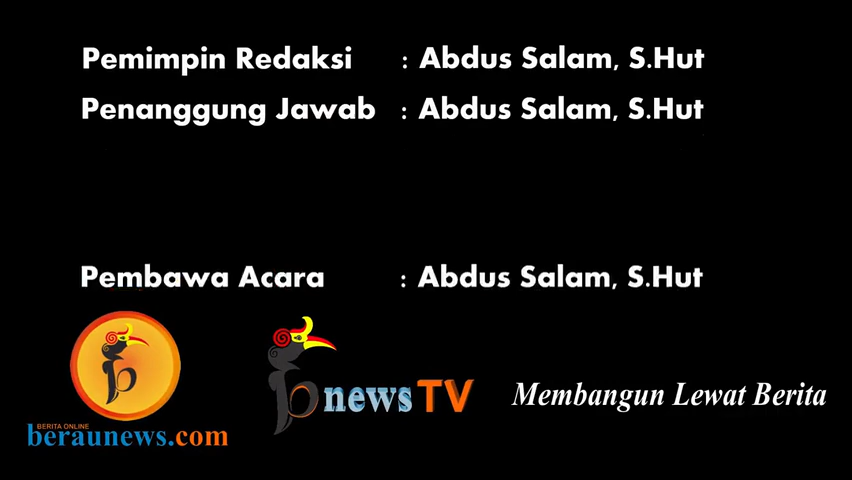 Pemimpin Redaksi : Abdus Salam, S.Hut
Penanggung Jawab : Abdus Salam, S.Hut
Pembawa Acara : Abdus Salam, S.Hut
BERITA ONLINE
beraunews.com
bnewsTV
Membangun Lewat Berita